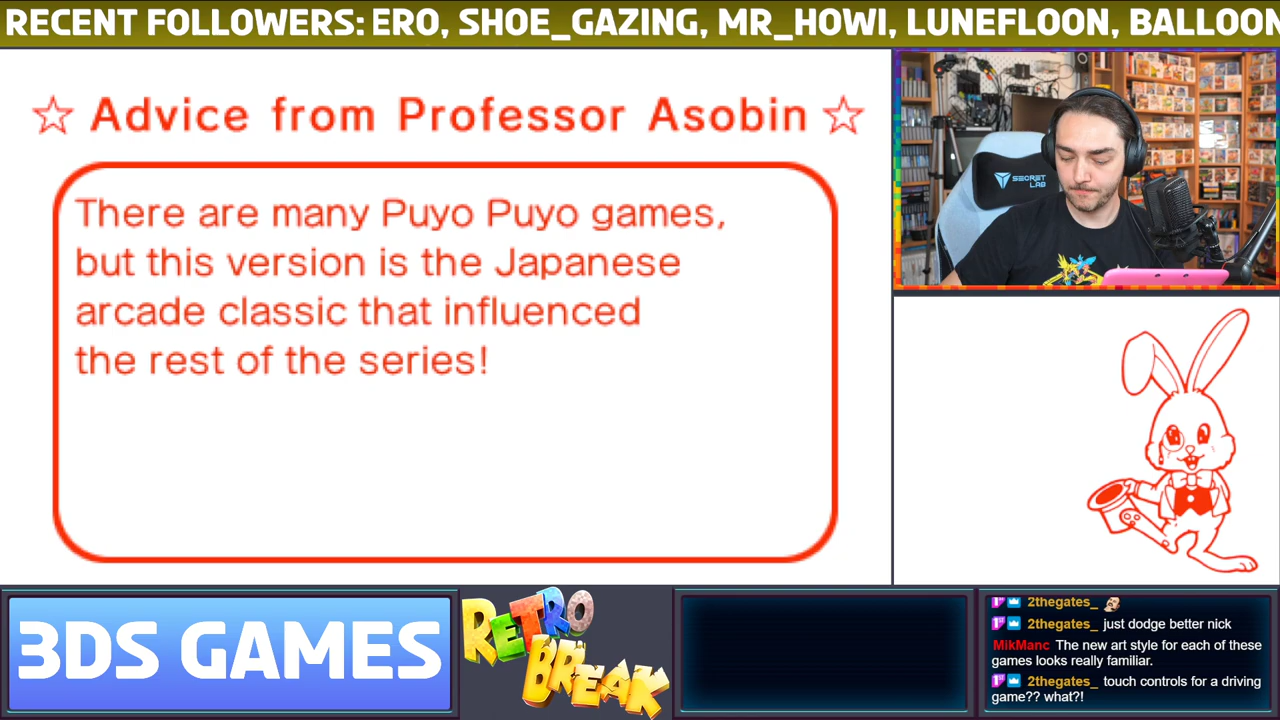 RECENT FOLLOWERS: ERO, SHOE_GAZING, MR_HOWI, LUNEFLOON, BALLOON
☆ Advice from Professor Asobin ☆
There are many Puyo Puyo games,
but this version is the Japanese
arcade classic that influenced
the rest of the series!
SECRET
LAB
3DS GAMES
RETRO
BREAK
2thegates_
2thegates_ just dodge better nick
MikManc The new art style for each of these
games looks really familiar.
2thegates_ touch controls for a driving
game?? what?!